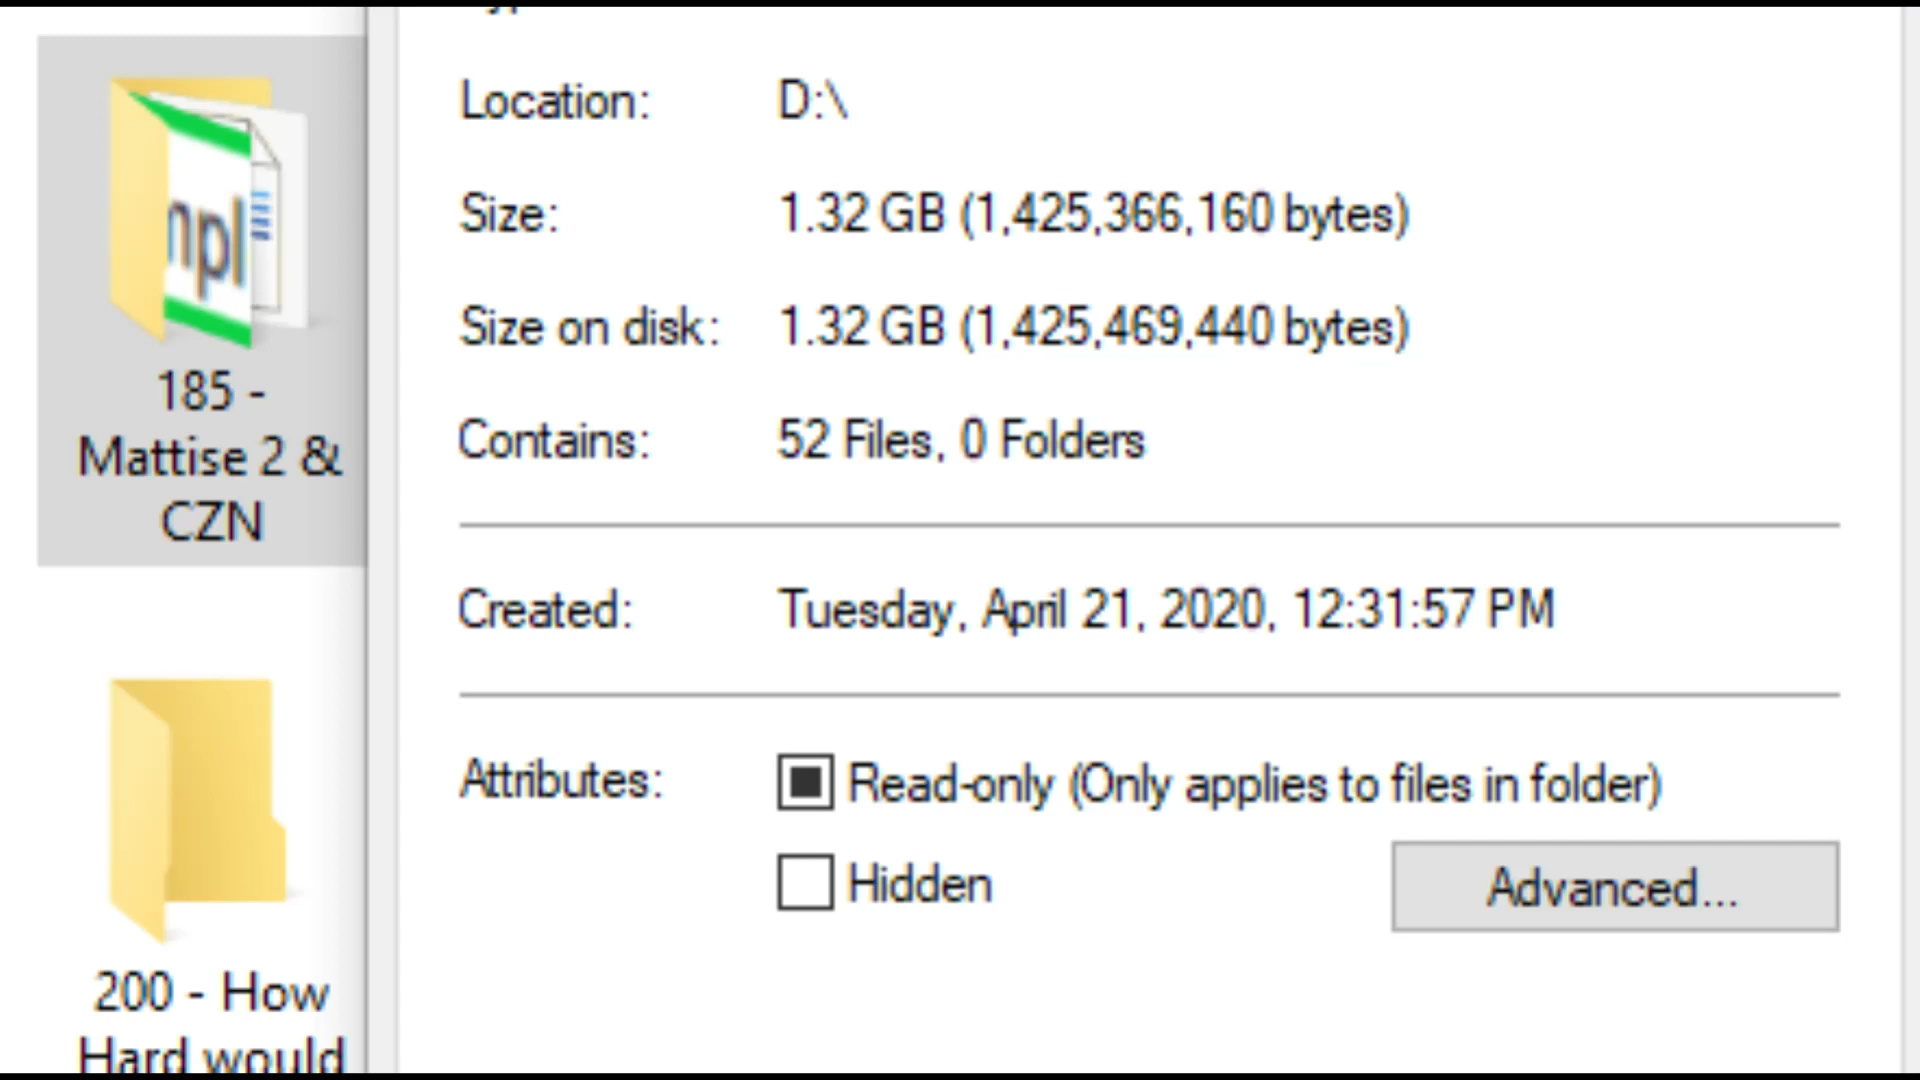 185 -
Mattise 2 &
CZN
200 - How
Hard would
npl
Location: D:\
Size: 1.32 GB (1,425,366,160 bytes)
Size on disk: 1.32 GB (1,425,469,440 bytes)
Contains: 52 Files, 0 Folders
Created: Tuesday, April 21, 2020, 12:31:57 PM
Attributes: Read-only (Only applies to files in folder)
Hidden
Advanced...